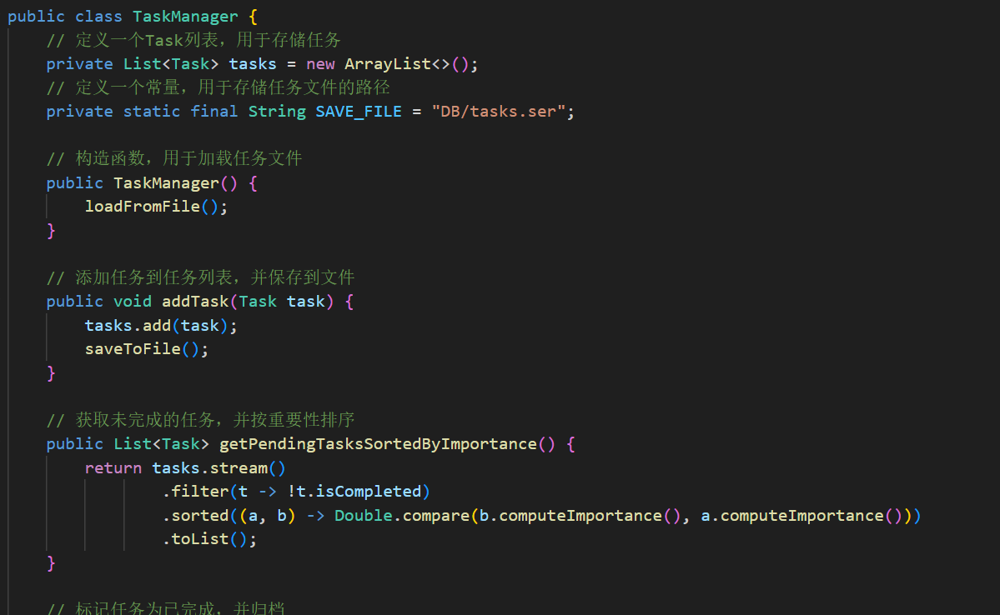 public class TaskManager {
    // 定义一个Task列表，用于存储任务
    private List<Task> tasks = new ArrayList<>();
    // 定义一个常量，用于存储任务文件的路径
    private static final String SAVE_FILE = "DB/tasks.ser";

    // 构造函数，用于加载任务文件
    public TaskManager() {
        loadFromFile();
    }

    // 添加任务到任务列表，并保存到文件
    public void addTask(Task task) {
        tasks.add(task);
        saveToFile();
    }

    // 获取未完成的任务，并按重要性排序
    public List<Task> getPendingTasksSortedByImportance() {
        return tasks.stream()
                .filter(t -> !t.isCompleted)
                .sorted((a, b) -> Double.compare(b.computeImportance(), a.computeImportance()))
                .toList();
    }

    // 标记任务为已完成，并归档